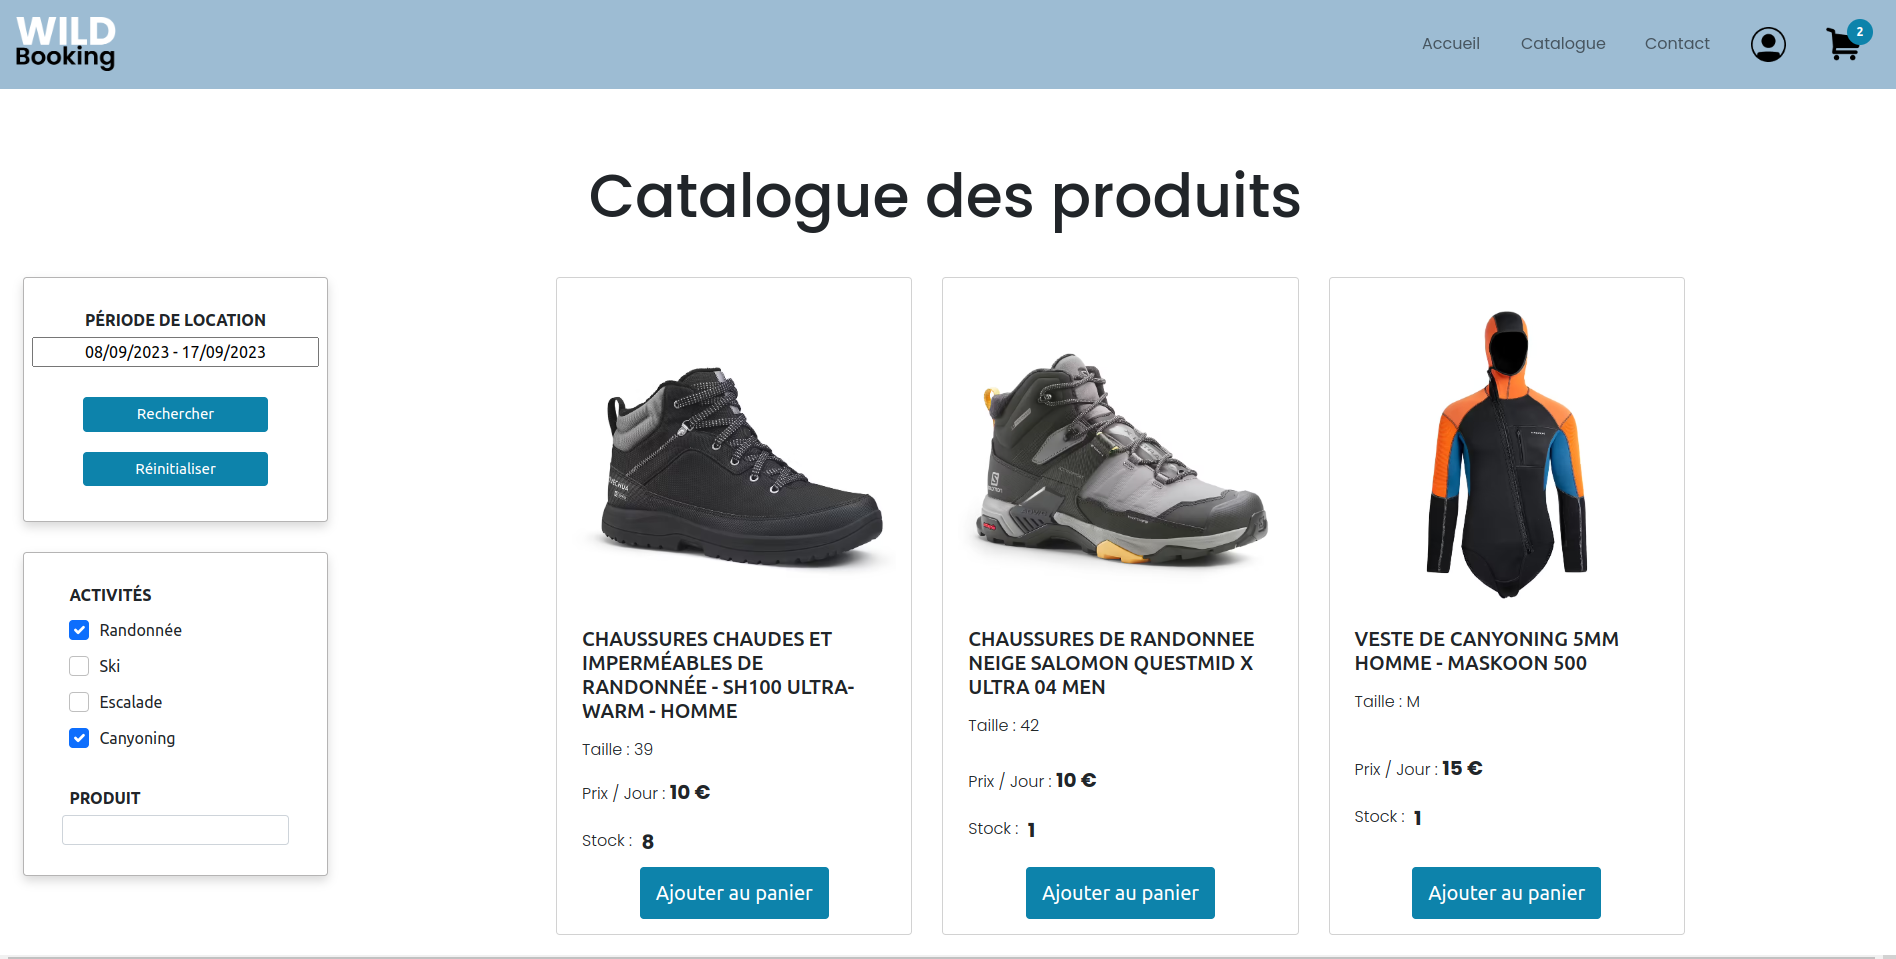 WILD
Booking
Accueil
Catalogue
Contact
2
Catalogue des produits
PÉRIODE DE LOCATION
08/09/2023 - 17/09/2023
Rechercher
Réinitialiser
ACTIVITÉS
Randonnée
Ski
Escalade
Canyoning
PRODUIT
CHAUSSURES CHAUDES ET
IMPERMÉABLES DE
RANDONNÉE - SH100 ULTRA-
WARM - HOMME
Taille : 39
Prix / Jour : 10 €
Stock : 8
Ajouter au panier
CHAUSSURES DE RANDONNEE
NEIGE SALOMON QUESTMID X
ULTRA 04 MEN
Taille : 42
Prix / Jour : 10 €
Stock : 1
Ajouter au panier
VESTE DE CANYONING 5MM
HOMME - MASKOON 500
Taille : M
Prix / Jour : 15 €
Stock : 1
Ajouter au panier